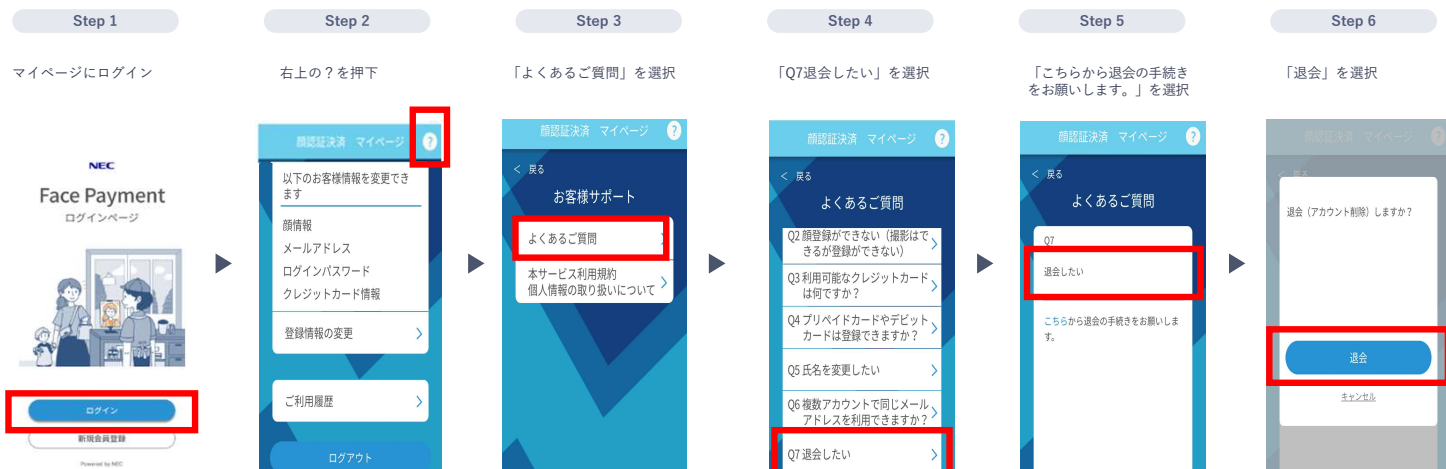 Step 1
マイページにログイン
NEC
Face Payment
ログインページ
ログイン
新規会員登録
Powered by NEC
Step 2
右上の？を押下
顔認証決済 マイページ ?
以下のお客様情報を変更でき
ます
顔情報
メールアドレス
ログインパスワード
クレジットカード情報
登録情報の変更
ご利用履歴
ログアウト
Step 3
「よくあるご質問」を選択
顔認証決済 マイページ ?
< 戻る
お客様サポート
よくあるご質問
本サービス利用規約
個人情報の取り扱いについて
Step 4
「Q7退会したい」を選択
顔認証決済 マイページ ?
< 戻る
よくあるご質問
Q2 顔登録ができない（撮影はで
きるが登録ができない）
Q3 利用可能なクレジットカード
は何ですか？
Q4 プリペイドカードやデビット
カードは登録できますか？
Q5 氏名を変更したい
Q6 複数アカウントで同じメール
アドレスを利用できますか？
Q7 退会したい
Step 5
「こちらから退会の手続き
をお願いします。」を選択
顔認証決済 マイページ ?
< 戻る
よくあるご質問
Q7
退会したい
こちらから退会の手続きをお願いしま
す。
Step 6
「退会」を選択
顔認証決済 マイページ ?
< 戻る
退会（アカウント削除）しますか？
退会
キャンセル